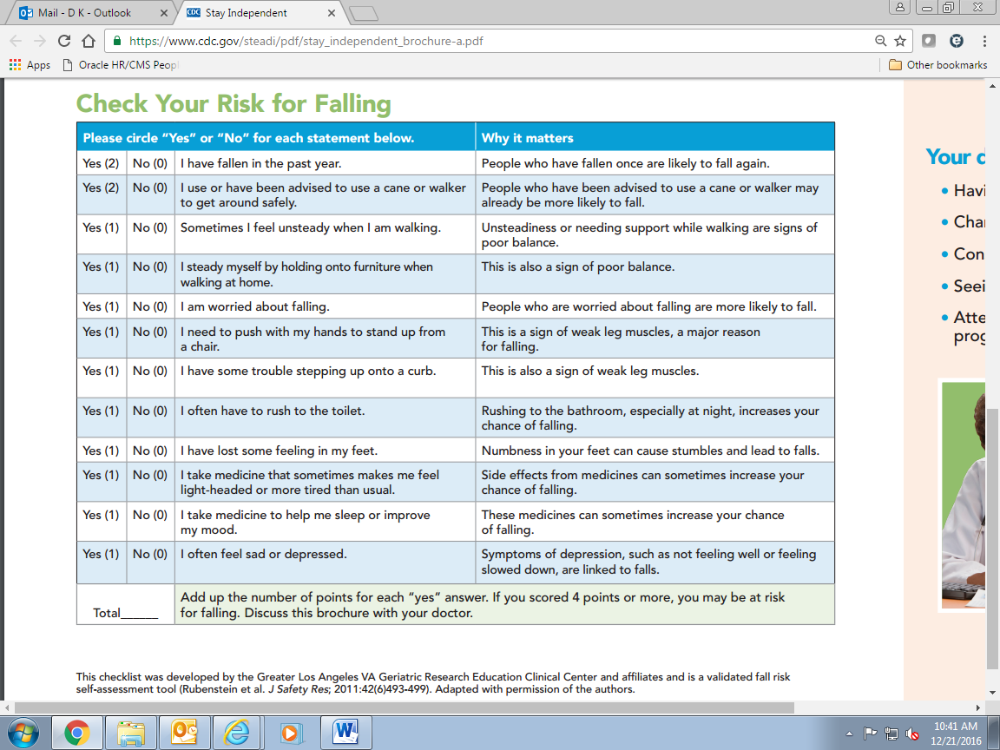 Mail - D K - Outlook
CDC Stay Independent
https://www.cdc.gov/steadi/pdf/stay_independent_brochure-a.pdf
Apps Oracle HR/CMS Peop
Other bookmarks
Check Your Risk for Falling
Please circle “Yes” or “No” for each statement below. Why it matters
Yes (2) No (0) I have fallen in the past year. People who have fallen once are likely to fall again.
Yes (2) No (0) I use or have been advised to use a cane or walker People who have been advised to use a cane or walker may
to get around safely. already be more likely to fall.
Yes (1) No (0) Sometimes I feel unsteady when I am walking. Unsteadiness or needing support while walking are signs of
poor balance.
Yes (1) No (0) I steady myself by holding onto furniture when This is also a sign of poor balance.
walking at home.
Yes (1) No (0) I am worried about falling. People who are worried about falling are more likely to fall.
Yes (1) No (0) I need to push with my hands to stand up from This is a sign of weak leg muscles, a major reason
a chair. for falling.
Yes (1) No (0) I have some trouble stepping up onto a curb. This is also a sign of weak leg muscles.
Yes (1) No (0) I often have to rush to the toilet. Rushing to the bathroom, especially at night, increases your
chance of falling.
Yes (1) No (0) I have lost some feeling in my feet. Numbness in your feet can cause stumbles and lead to falls.
Yes (1) No (0) I take medicine that sometimes makes me feel Side effects from medicines can sometimes increase your
light-headed or more tired than usual. chance of falling.
Yes (1) No (0) I take medicine to help me sleep or improve These medicines can sometimes increase your chance
my mood. of falling.
Yes (1) No (0) I often feel sad or depressed. Symptoms of depression, such as not feeling well or feeling
slowed down, are linked to falls.
Total______ Add up the number of points for each “yes” answer. If you scored 4 points or more, you may be at risk
for falling. Discuss this brochure with your doctor.
This checklist was developed by the Greater Los Angeles VA Geriatric Research Education Clinical Center and affiliates and is a validated fall risk
self-assessment tool (Rubenstein et al. J Safety Res; 2011:42(6)493-499). Adapted with permission of the authors.
Your d
• Havi
• Cha
• Con
• Seei
• Atte
prog
10:41 AM
12/21/2016